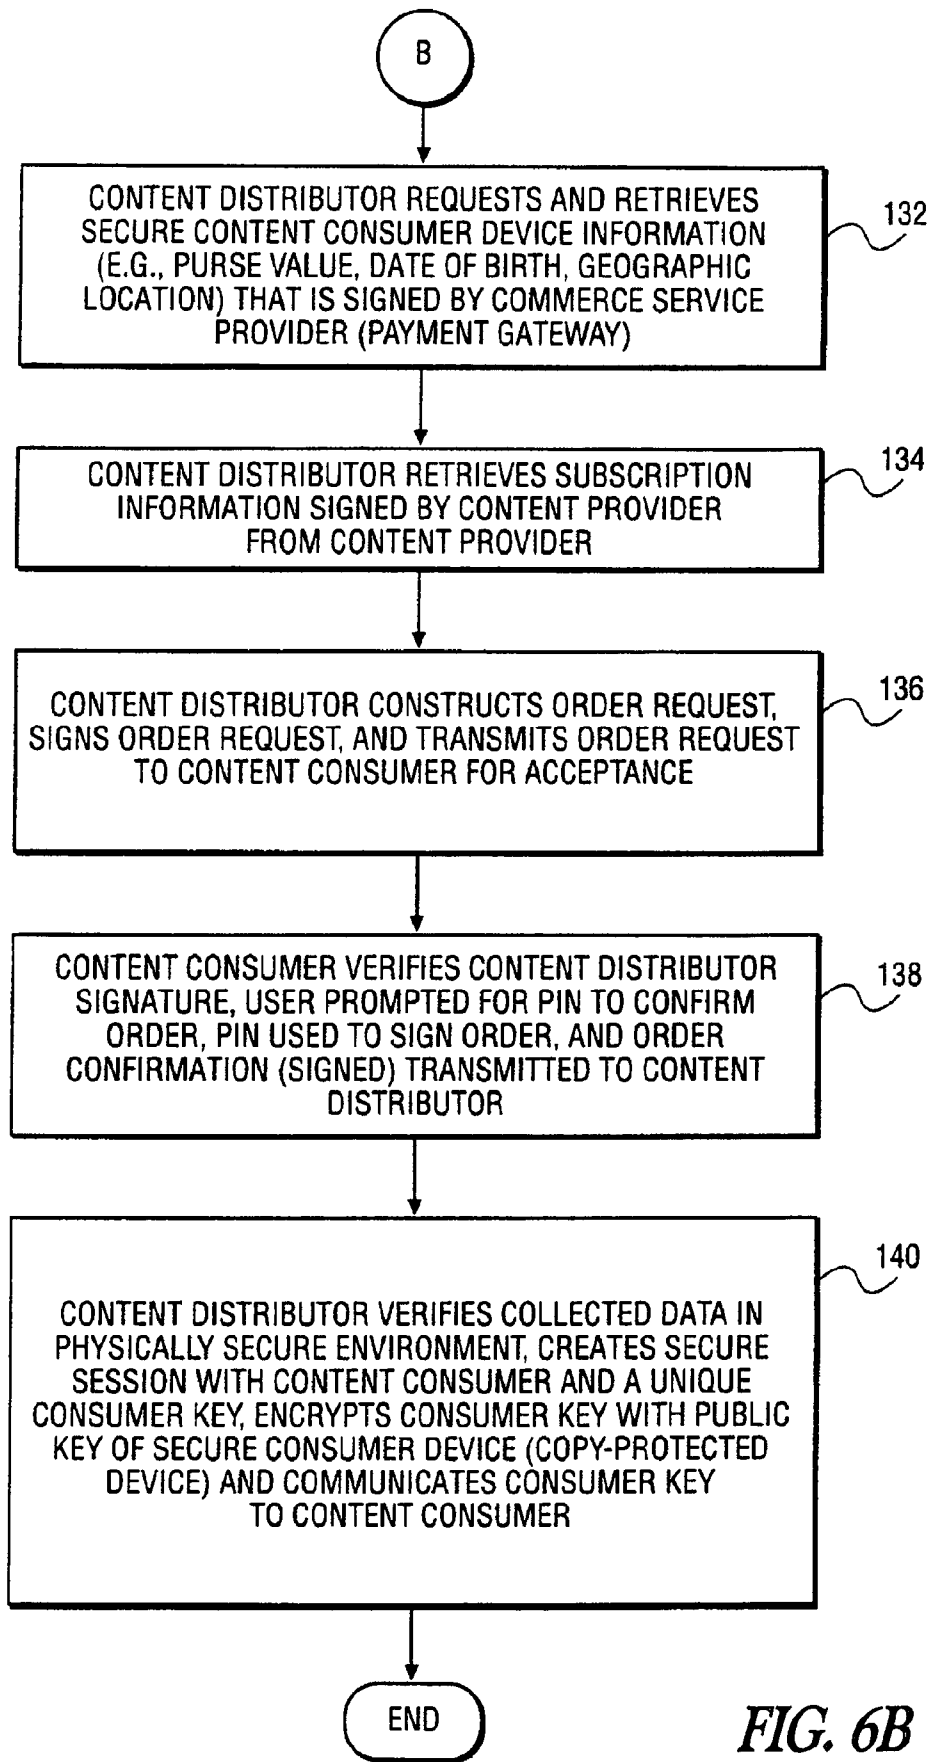 B
CONTENT DISTRIBUTOR REQUESTS AND RETRIEVES
SECURE CONTENT CONSUMER DEVICE INFORMATION
(E.G., PURSE VALUE, DATE OF BIRTH, GEOGRAPHIC
LOCATION) THAT IS SIGNED BY COMMERCE SERVICE
PROVIDER (PAYMENT GATEWAY)
132
CONTENT DISTRIBUTOR RETRIEVES SUBSCRIPTION
INFORMATION SIGNED BY CONTENT PROVIDER
FROM CONTENT PROVIDER
134
CONTENT DISTRIBUTOR CONSTRUCTS ORDER REQUEST,
SIGNS ORDER REQUEST, AND TRANSMITS ORDER REQUEST
TO CONTENT CONSUMER FOR ACCEPTANCE
136
CONTENT CONSUMER VERIFIES CONTENT DISTRIBUTOR
SIGNATURE, USER PROMPTED FOR PIN TO CONFIRM
ORDER, PIN USED TO SIGN ORDER, AND ORDER
CONFIRMATION (SIGNED) TRANSMITTED TO CONTENT
DISTRIBUTOR
138
CONTENT DISTRIBUTOR VERIFIES COLLECTED DATA IN
PHYSICALLY SECURE ENVIRONMENT, CREATES SECURE
SESSION WITH CONTENT CONSUMER AND A UNIQUE
CONSUMER KEY, ENCRYPTS CONSUMER KEY WITH PUBLIC
KEY OF SECURE CONSUMER DEVICE (COPY-PROTECTED
DEVICE) AND COMMUNICATES CONSUMER KEY
TO CONTENT CONSUMER
140
END
FIG. 6B